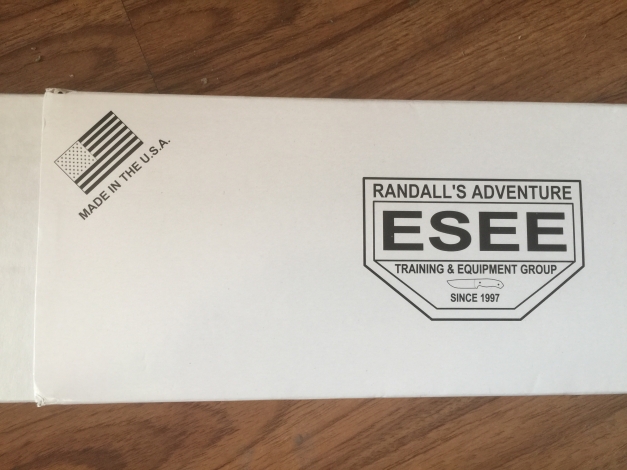 MADE IN THE U.S.A.
RANDALL'S ADVENTURE
ESEE
TRAINING & EQUIPMENT GROUP
SINCE 1997